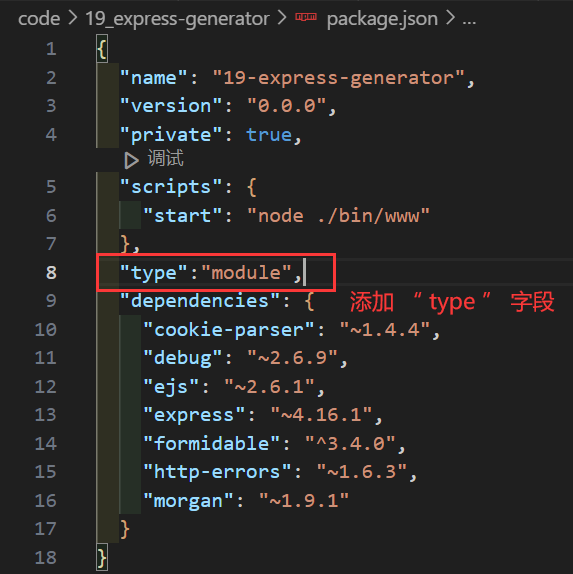 code > 19_express-generator > package.json > ...
1 {
2 "name": "19-express-generator",
3 "version": "0.0.0",
4 "private": true,
调试
5 "scripts": {
6 "start": "node ./bin/www"
7 },
8 "type":"module",
9 "dependencies": { 添加 “ type ” 字段
10 "cookie-parser": "~1.4.4",
11 "debug": "~2.6.9",
12 "ejs": "~2.6.1",
13 "express": "~4.16.1",
14 "formidable": "^3.4.0",
15 "http-errors": "~1.6.3",
16 "morgan": "~1.9.1"
17 }
18 }